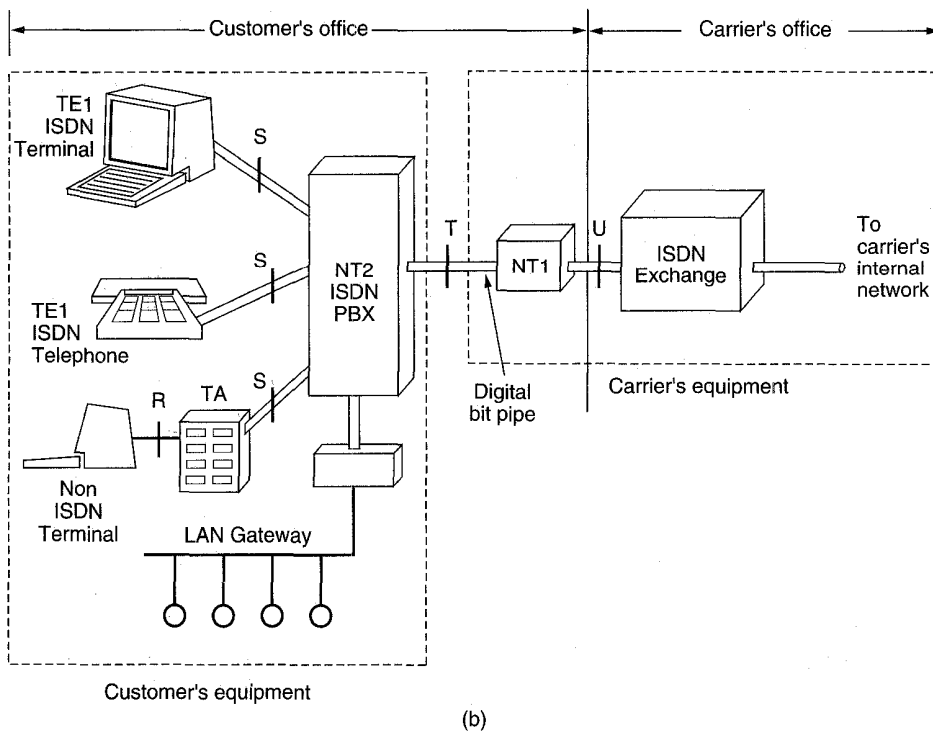 Customer's office
Carrier's office
TE1
ISDN
Terminal
S
TE1
ISDN
Telephone
S
NT2
ISDN
PBX
T
NT1
U
ISDN
Exchange
To
carrier's
internal
network
Digital
bit pipe
Carrier's equipment
R
TA
S
Non
ISDN
Terminal
LAN Gateway
Customer's equipment
(b)